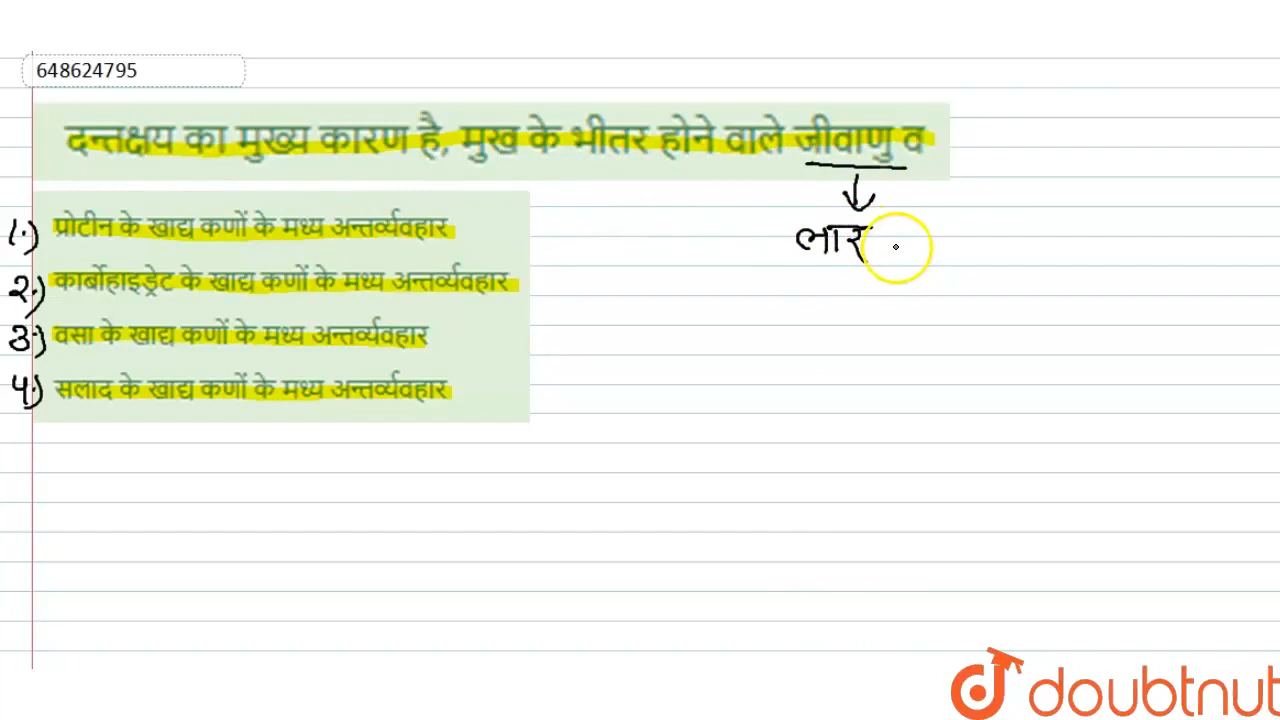 648624795
दन्तक्षय का मुख्य कारण है, मुख के भीतर होने वाले जीवाणु व
लार
1.) प्रोटीन के खाद्य कणों के मध्य अन्तर्व्यवहार
2.) कार्बोहाइड्रेट के खाद्य कणों के मध्य अन्तर्व्यवहार
3.) वसा के खाद्य कणों के मध्य अन्तर्व्यवहार
4.) सलाद के खाद्य कणों के मध्य अन्तर्व्यवहार
doubtnut